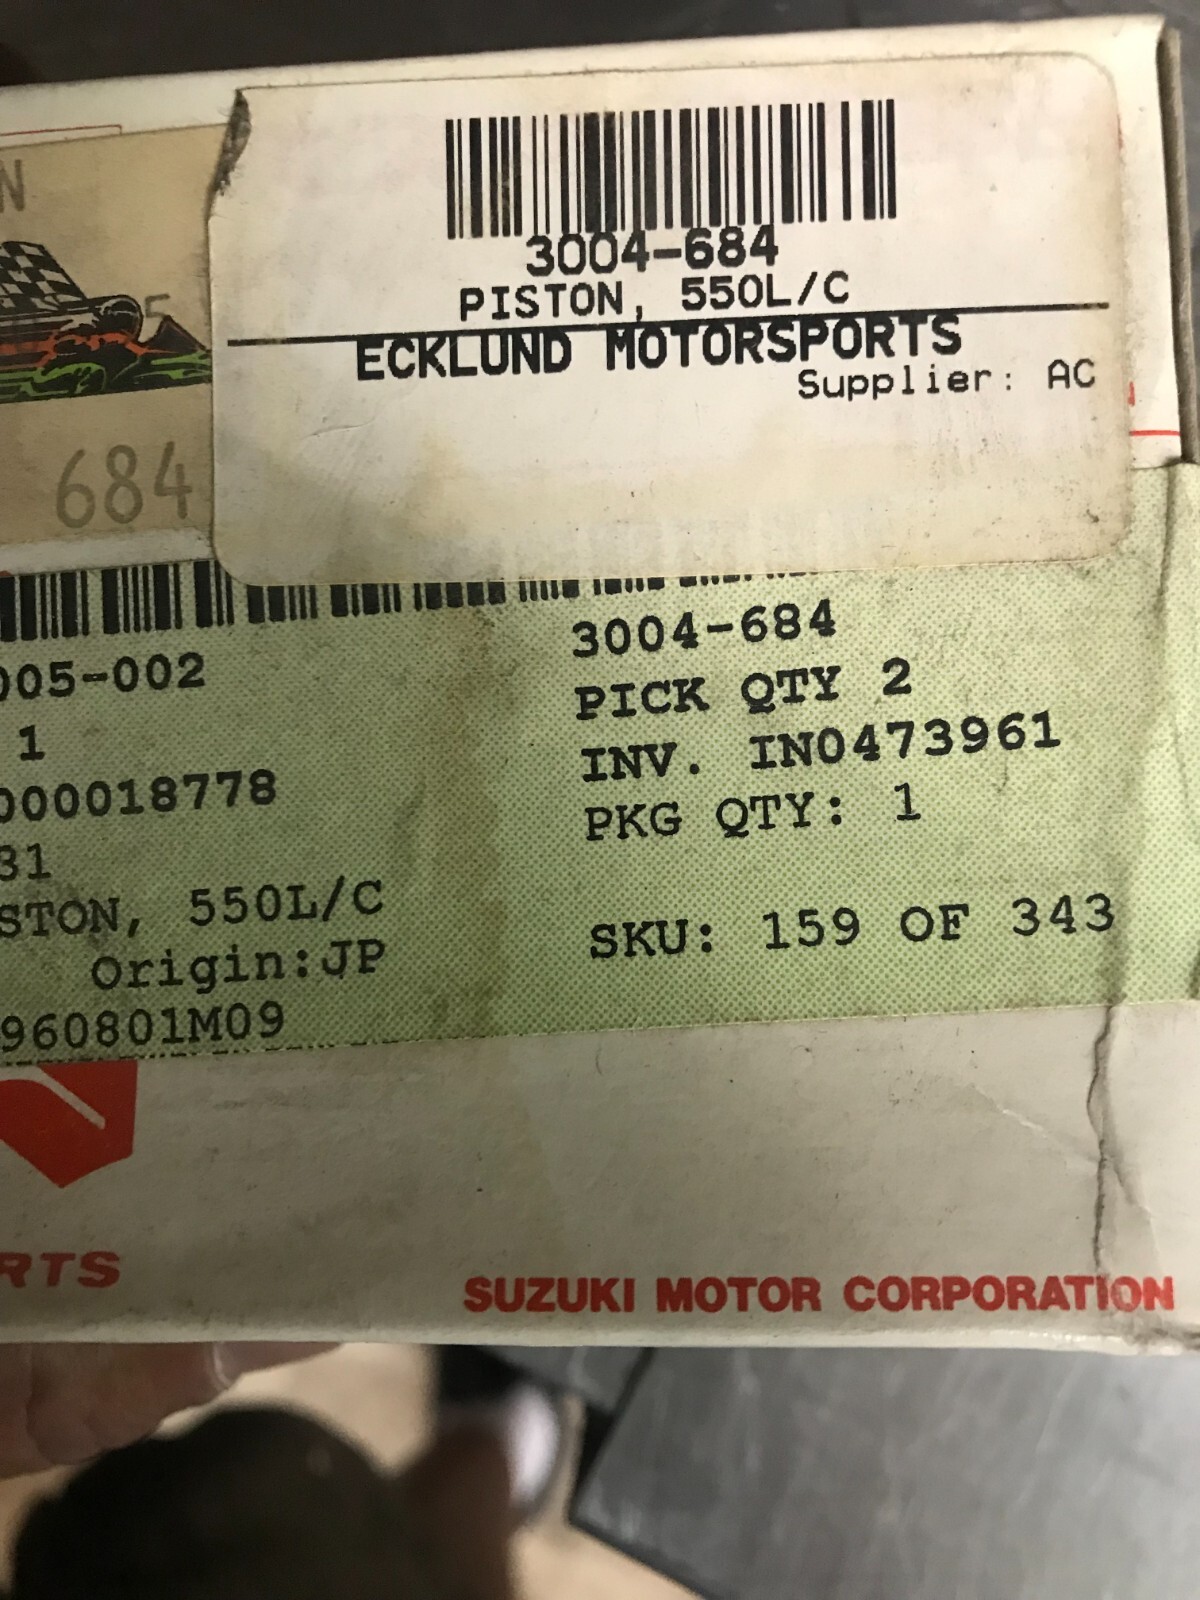 N
3004-684
PISTON, 550L/C
ECKLUND MOTORSPORTS
Supplier: AC
684
005-002
1
000018778
31
STON, 550L/C
Origin:JP
960801M09
3004-684
PICK QTY 2
INV. IN0473961
PKG QTY: 1
SKU: 159 OF 343
RTS
SUZUKI MOTOR CORPORATION